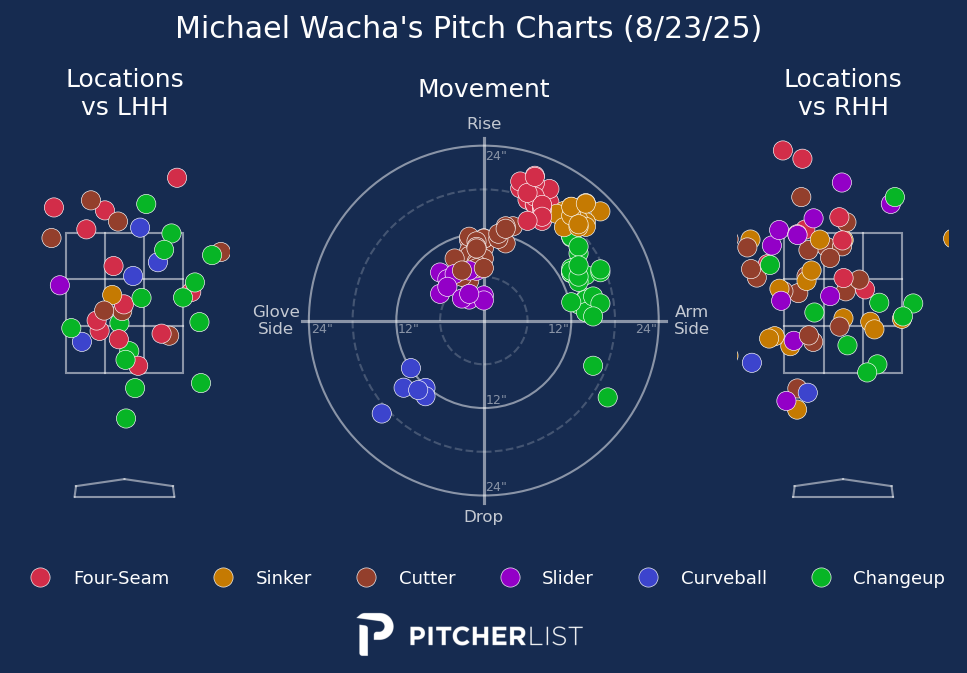 Michael Wacha's Pitch Charts (8/23/25)
Locations
vs LHH
Movement
Locations
vs RHH
Rise
24"
Glove
Side
24"
12"
12"
24"
Arm
Side
12"
24"
Drop
Four-Seam
Sinker
Cutter
Slider
Curveball
Changeup
PITCHERLIST